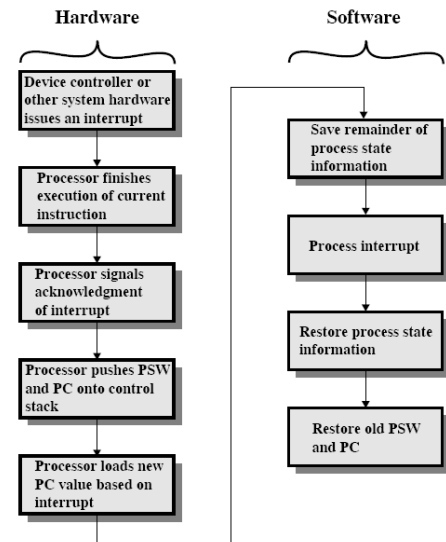 Hardware
Device controller or
other system hardware
issues an interrupt
Processor finishes
execution of current
instruction
Processor signals
acknowledgment
of interrupt
Processor pushes PSW
and PC onto control
stack
Processor loads new
PC value based on
interrupt
Software
Save remainder of
process state
information
Process interrupt
Restore process state
information
Restore old PSW
and PC